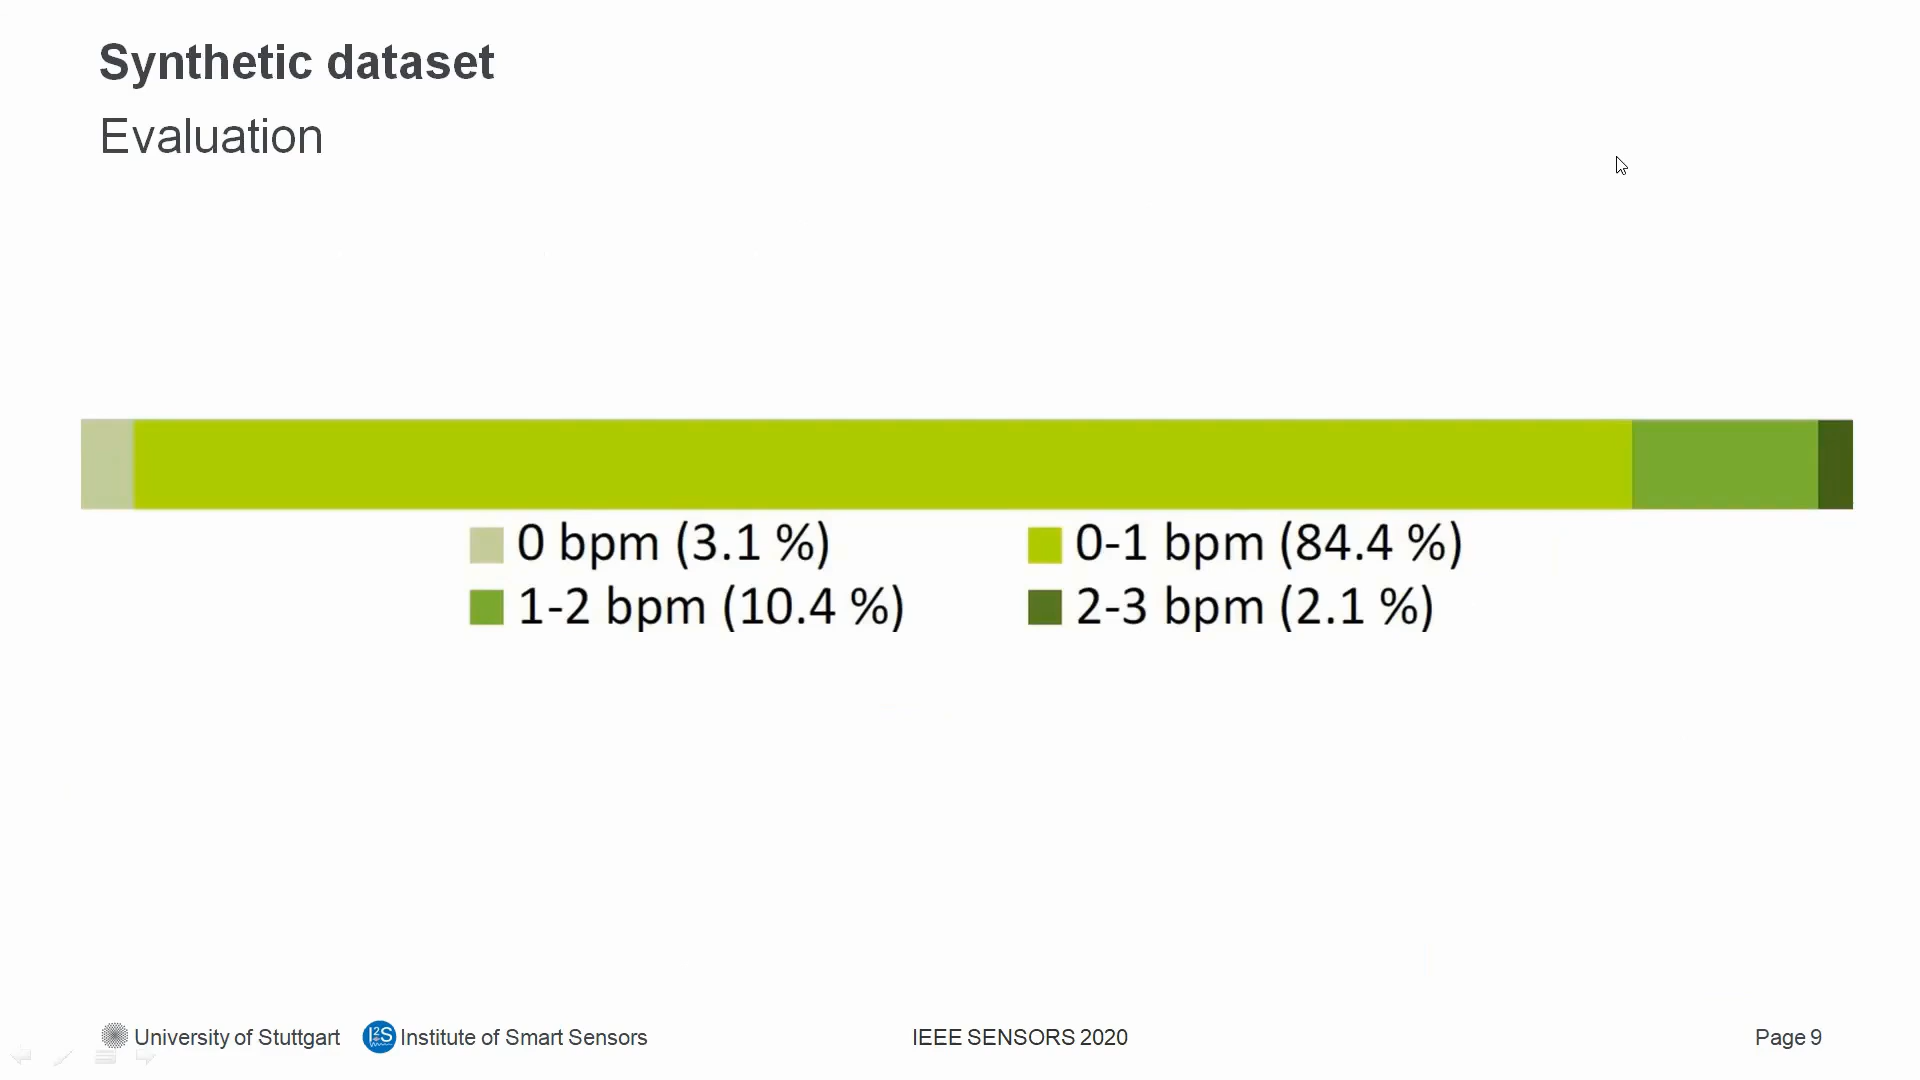 Synthetic dataset
Evaluation
0 bpm (3.1 %)
0-1 bpm (84.4 %)
1-2 bpm (10.4 %)
2-3 bpm (2.1 %)
University of Stuttgart
I2S
Institute of Smart Sensors
IEEE SENSORS 2020
Page 9